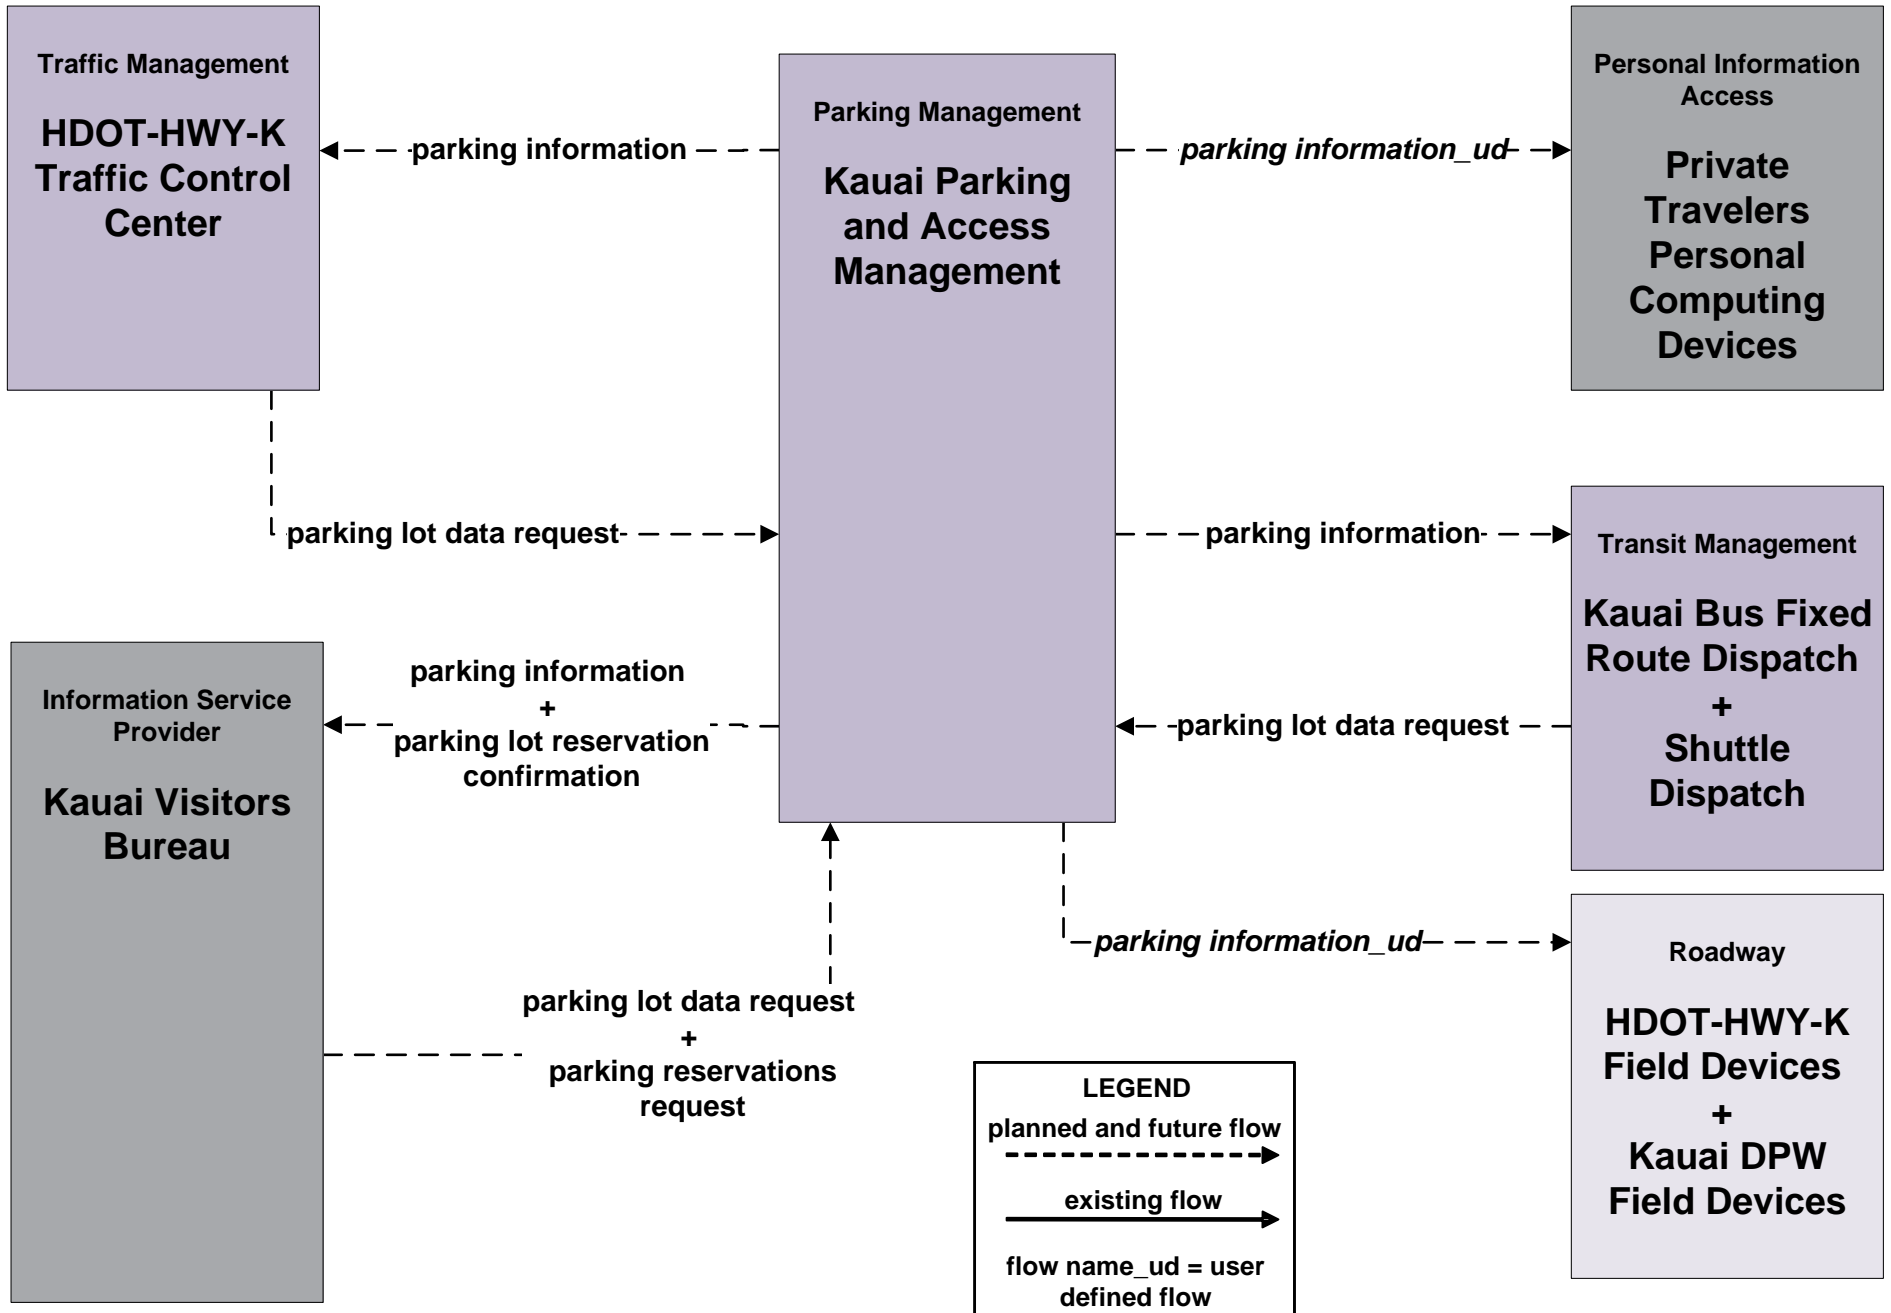 Traffic Management
HDOT-HWY-K
Traffic Control
Center
parking information
Parking Management
Kauai Parking
and Access
Management
parking information_ud
Personal Information
Access
Private
Travelers
Personal
Computing
Devices
parking lot data request
parking information
Transit Management
Kauai Bus Fixed
Route Dispatch
+
Shuttle
Dispatch
parking lot data request
Information Service
Provider
Kauai Visitors
Bureau
parking information
+
parking lot reservation
confirmation
parking lot data request
+
parking reservations
request
parking information_ud
Roadway
HDOT-HWY-K
Field Devices
+
Kauai DPW
Field Devices
LEGEND
planned and future flow
existing flow
flow name_ud = user
defined flow